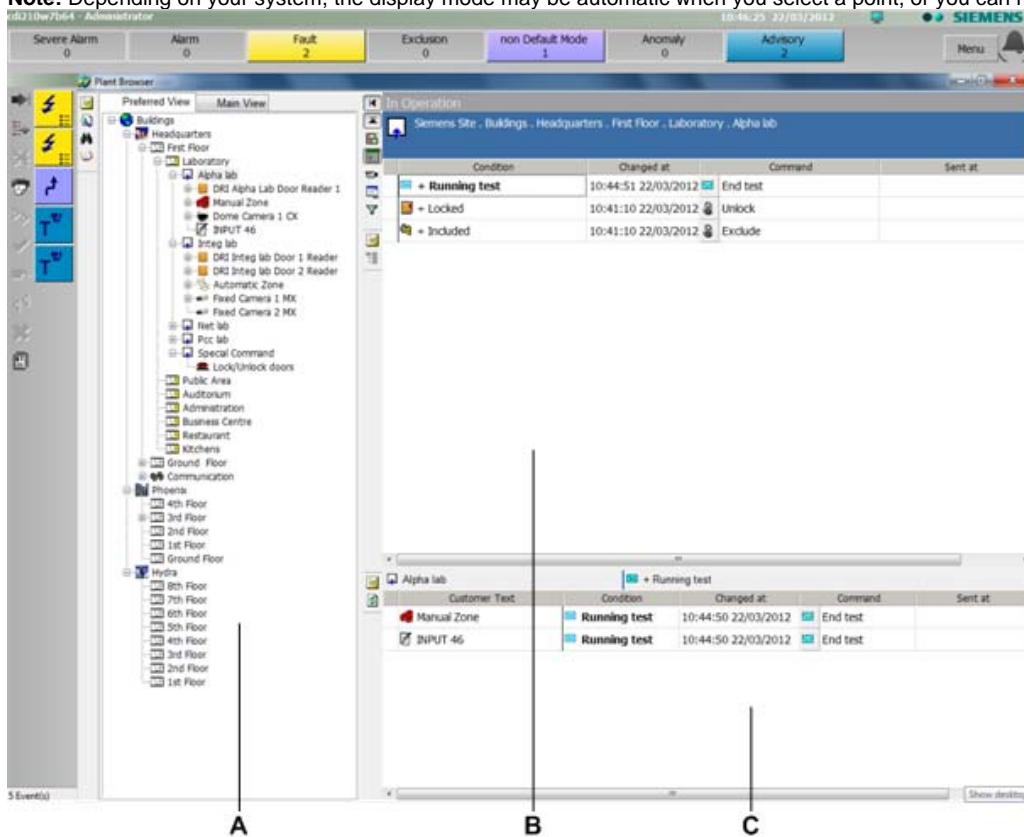 Note: Depending on your system, the display mode may be automatic when you select a point, or you can
cdi210w7b64 - Administrator
10:46:25 22/03/2012
SIEMENS
Severe Alarm
0
Alarm
0
Fault
2
Exclusion
0
non Default Mode
1
Anomaly
0
Advisory
2
Menu
Plant Browser
Preferred View
Main View
Buildings
Headquarters
First Floor
Laboratory
Alpha lab
DRI Alpha Lab Door Reader 1
Manual Zone
Dome Camera 1 CX
INPUT 46
Integ lab
DRI Integ lab Door 1 Reader
DRI Integ lab Door 2 Reader
Automatic Zone
Fixed Camera 1 MX
Fixed Camera 2 MX
Net lab
Pcc lab
Special Command
Lock/Unlock doors
Public Area
Auditorium
Administration
Business Centre
Restaurant
Kitchens
Ground Floor
Communication
Phoenix
4th Floor
3rd Floor
2nd Floor
1st Floor
Ground Floor
Hydra
8th Floor
7th Floor
6th Floor
5th Floor
4th Floor
3rd Floor
2nd Floor
1st Floor
In Operation
Siemens Site . Buildings . Headquarters . First Floor . Laboratory . Alpha lab
Condition Changed at Command Sent at
+ Running test 10:44:51 22/03/2012 End test
+ Locked 10:41:10 22/03/2012 Unlock
+ Included 10:41:10 22/03/2012 Exclude
Alpha lab + Running test
Customer Text Condition Changed at Command Sent at
Manual Zone Running test 10:44:50 22/03/2012 End test
INPUT 46 Running test 10:44:50 22/03/2012 End test
5 Event(s)
Show desktop
A B C